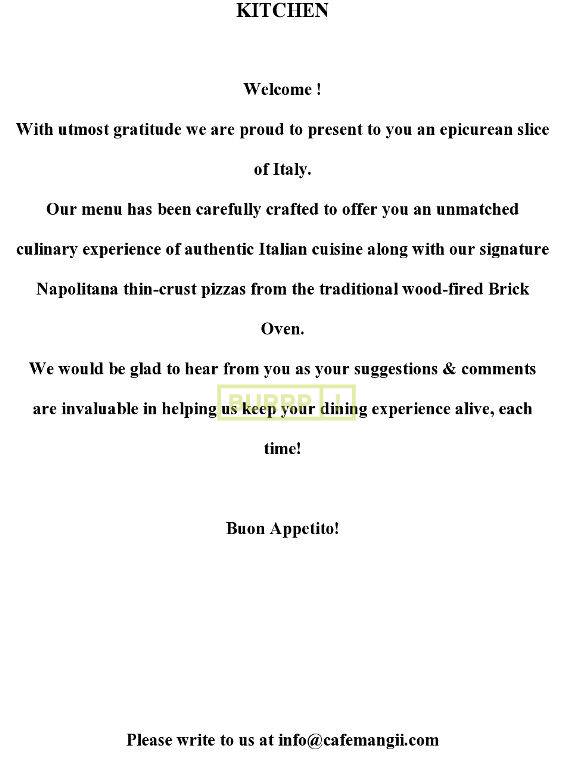 KITCHEN
Welcome !
With utmost gratitude we are proud to present to you an epicurean slice
of Italy.
Our menu has been carefully crafted to offer you an unmatched
culinary experience of authentic Italian cuisine along with our signature
Napolitana thin-crust pizzas from the traditional wood-fired Brick
Oven.
We would be glad to hear from you as your suggestions & comments
BURRP !
are invaluable in helping us keep your dining experience alive, each
time!
Buon Appetito!
Please write to us at info@cafemangii.com